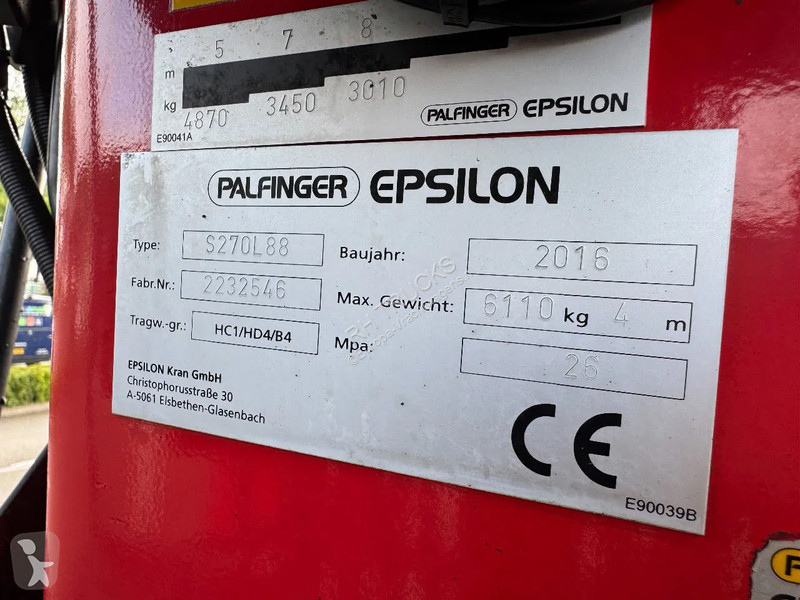 m 5 7 8
kg 4870 3450 3010
PALFINGER EPSILON
E90041A
PALFINGER EPSILON
Type: S270L88
Baujahr: 2016
Fabr.Nr.: 2232546
Max. Gewicht: 6110 kg 4 m
Tragw.-gr.: HC1/HD4/B4
Mpa: 26
EPSILON Kran GmbH
Christophorusstraße 30
A-5061 Elsbethen-Glasenbach
CE
E90039B